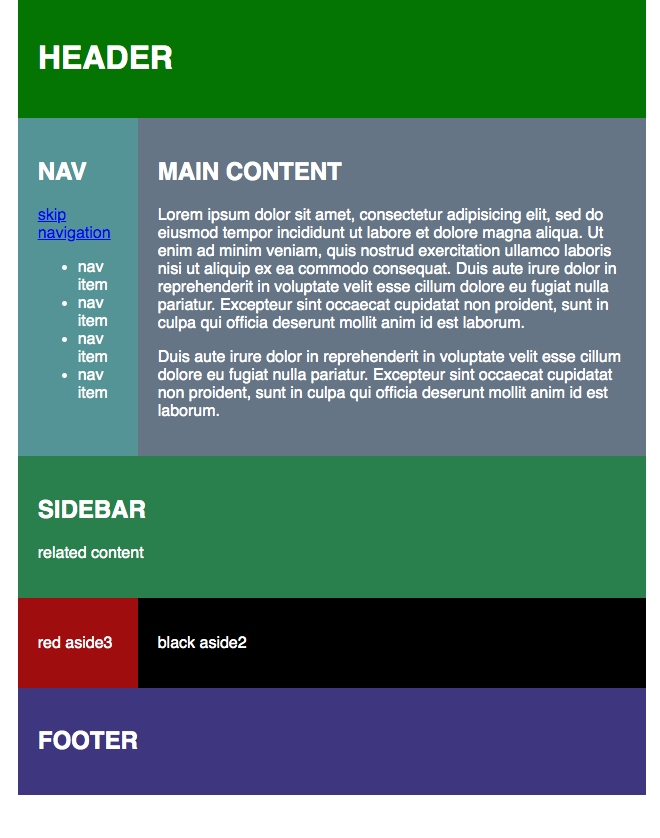 HEADER
NAV
skip
navigation
nav
item
nav
item
nav
item
nav
item
MAIN CONTENT
Lorem ipsum dolor sit amet, consectetur adipisicing elit, sed do
eiusmod tempor incididunt ut labore et dolore magna aliqua. Ut
enim ad minim veniam, quis nostrud exercitation ullamco laboris
nisi ut aliquip ex ea commodo consequat. Duis aute irure dolor in
reprehenderit in voluptate velit esse cillum dolore eu fugiat nulla
pariatur. Excepteur sint occaecat cupidatat non proident, sunt in
culpa qui officia deserunt mollit anim id est laborum.
Duis aute irure dolor in reprehenderit in voluptate velit esse cillum
dolore eu fugiat nulla pariatur. Excepteur sint occaecat cupidatat
non proident, sunt in culpa qui officia deserunt mollit anim id est
laborum.
SIDEBAR
related content
red aside3
black aside2
FOOTER